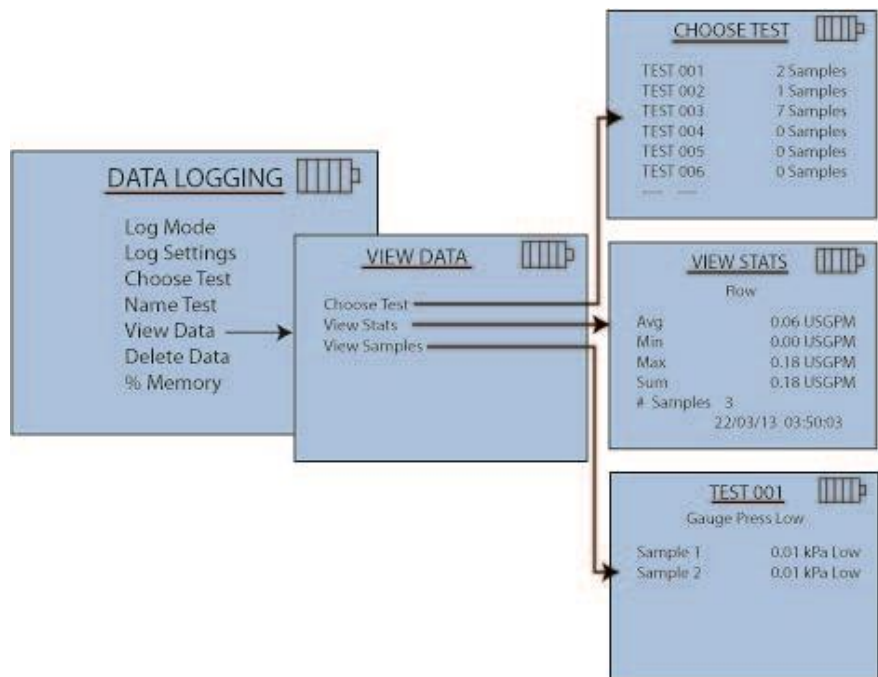 DATA LOGGING
Log Mode
Log Settings
Choose Test
Name Test
View Data
Delete Data
% Memory
VIEW DATA
Choose Test
View Stats
View Samples
CHOOSE TEST
TEST 001 2 Samples
TEST 002 1 Samples
TEST 003 7 Samples
TEST 004 0 Samples
TEST 005 0 Samples
TEST 006 0 Samples
VIEW STATS
Flow
Avg 0.06 USGPM
Min 0.00 USGPM
Max 0.18 USGPM
Sum 0.18 USGPM
# Samples 3
22/03/13 03:50:03
TEST 001
Gauge Press Low
Sample 1 0.01 kPa Low
Sample 2 0.01 kPa Low